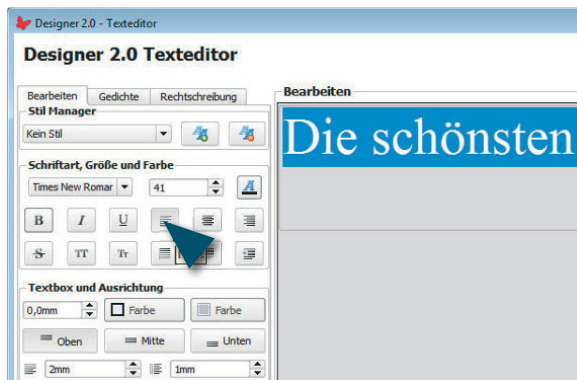 Designer 2.0 - Texteditor
Designer 2.0 Texteditor
Bearbeiten Gedichte Rechtschreibung
Bearbeiten
Stil Manager
Kein Stil
Die schönsten
Schriftart, Größe und Farbe
Times New Romar 41 A
B I U
S TT Tr
Textbox und Ausrichtung
0,0mm Farbe Farbe
Oben Mitte Unten
2mm 1mm